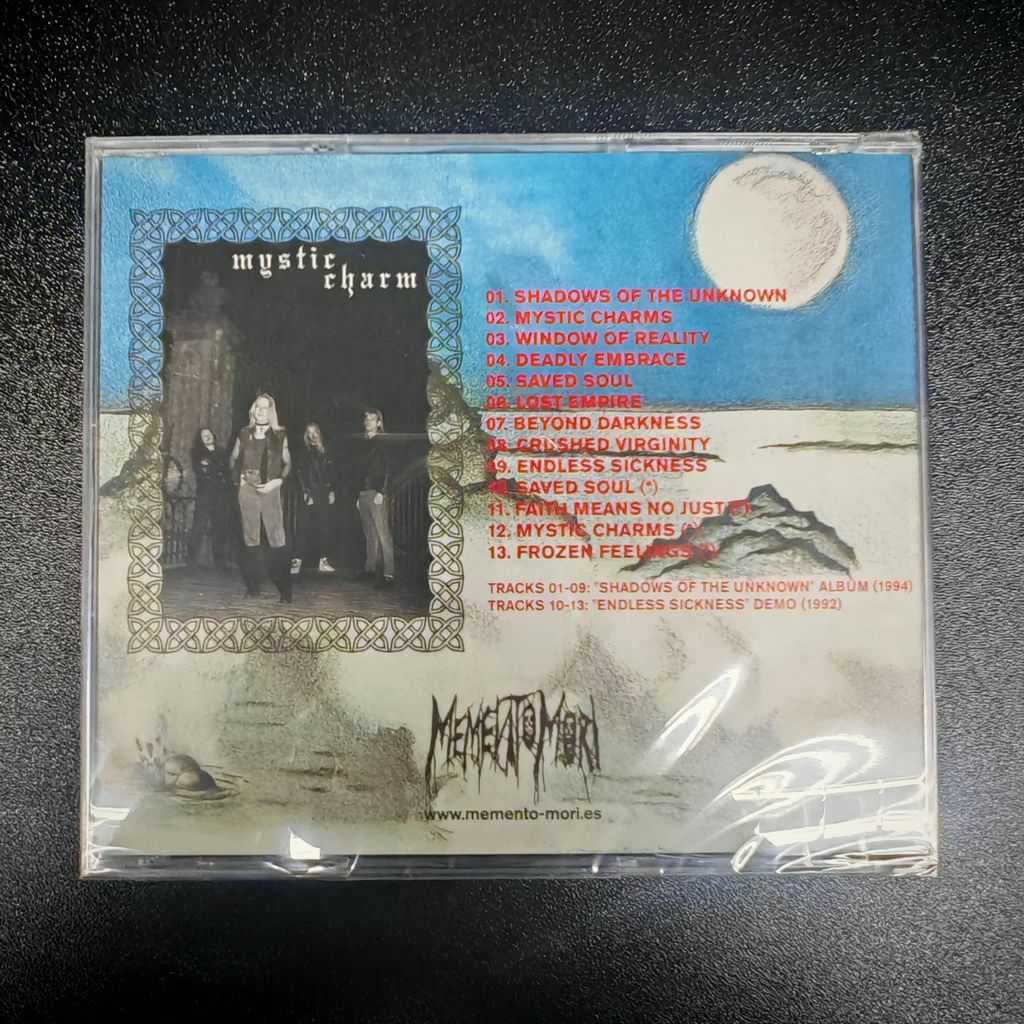 mystic
charm
01. SHADOWS OF THE UNKNOWN
02. MYSTIC CHARMS
03. WINDOW OF REALITY
04. DEADLY EMBRACE
05. SAVED SOUL
06. LOST EMPIRE
07. BEYOND DARKNESS
08. CRUSHED VIRGINITY
09. ENDLESS SICKNESS
10. SAVED SOUL (*)
11. FAITH MEANS NO JUST (*)
12. MYSTIC CHARMS (*)
13. FROZEN FEELINGS (*)
TRACKS 01-09: "SHADOWS OF THE UNKNOWN" ALBUM (1994)
TRACKS 10-13: "ENDLESS SICKNESS" DEMO (1992)
MEMENTO MORI
www.memento-mori.es